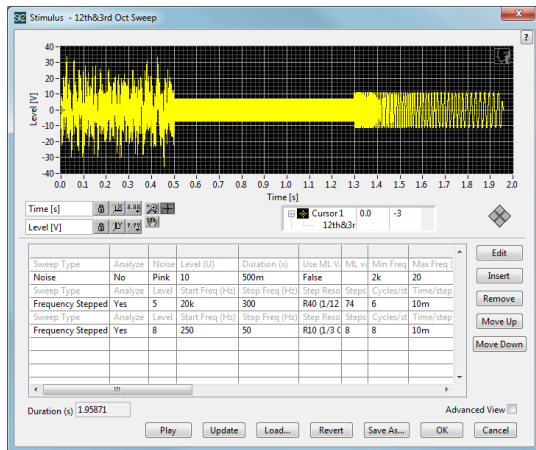 Stimulus - 12th&3rd Oct Sweep
?
40
30
20
10
0
-10
-20
-30
-40
Level [V]
0.0 0.1 0.2 0.3 0.4 0.5 0.6 0.7 0.8 0.9 1.0 1.1 1.2 1.3 1.4 1.5 1.6 1.7 1.8 1.9 2.0
Time [s]
Time [s]
Level [V]
Cursor 1 0.0 -3
12th&3r
Sweep Type Analyze Noise Level (U) Duration (s) Use ML Vi ML va Min Freq Max Freq (
Noise No Pink 10 500m False 2k 20
Sweep Type Analyze Level Start Freq (Hz) Stop Freq (Hz) Step Reso Steps Cycles/st Time/step
Frequency Stepped Yes 5 20k 300 R40 (1/12 74 6 10m
Sweep Type Analyze Level Start Freq (Hz) Stop Freq (Hz) Step Reso Steps Cycles/st Time/step
Frequency Stepped Yes 8 250 50 R10 (1/3 O 8 8 10m
Edit
Insert
Remove
Move Up
Move Down
Duration (s) 1.95871
Advanced View
Play Update Load... Revert Save As... OK Cancel